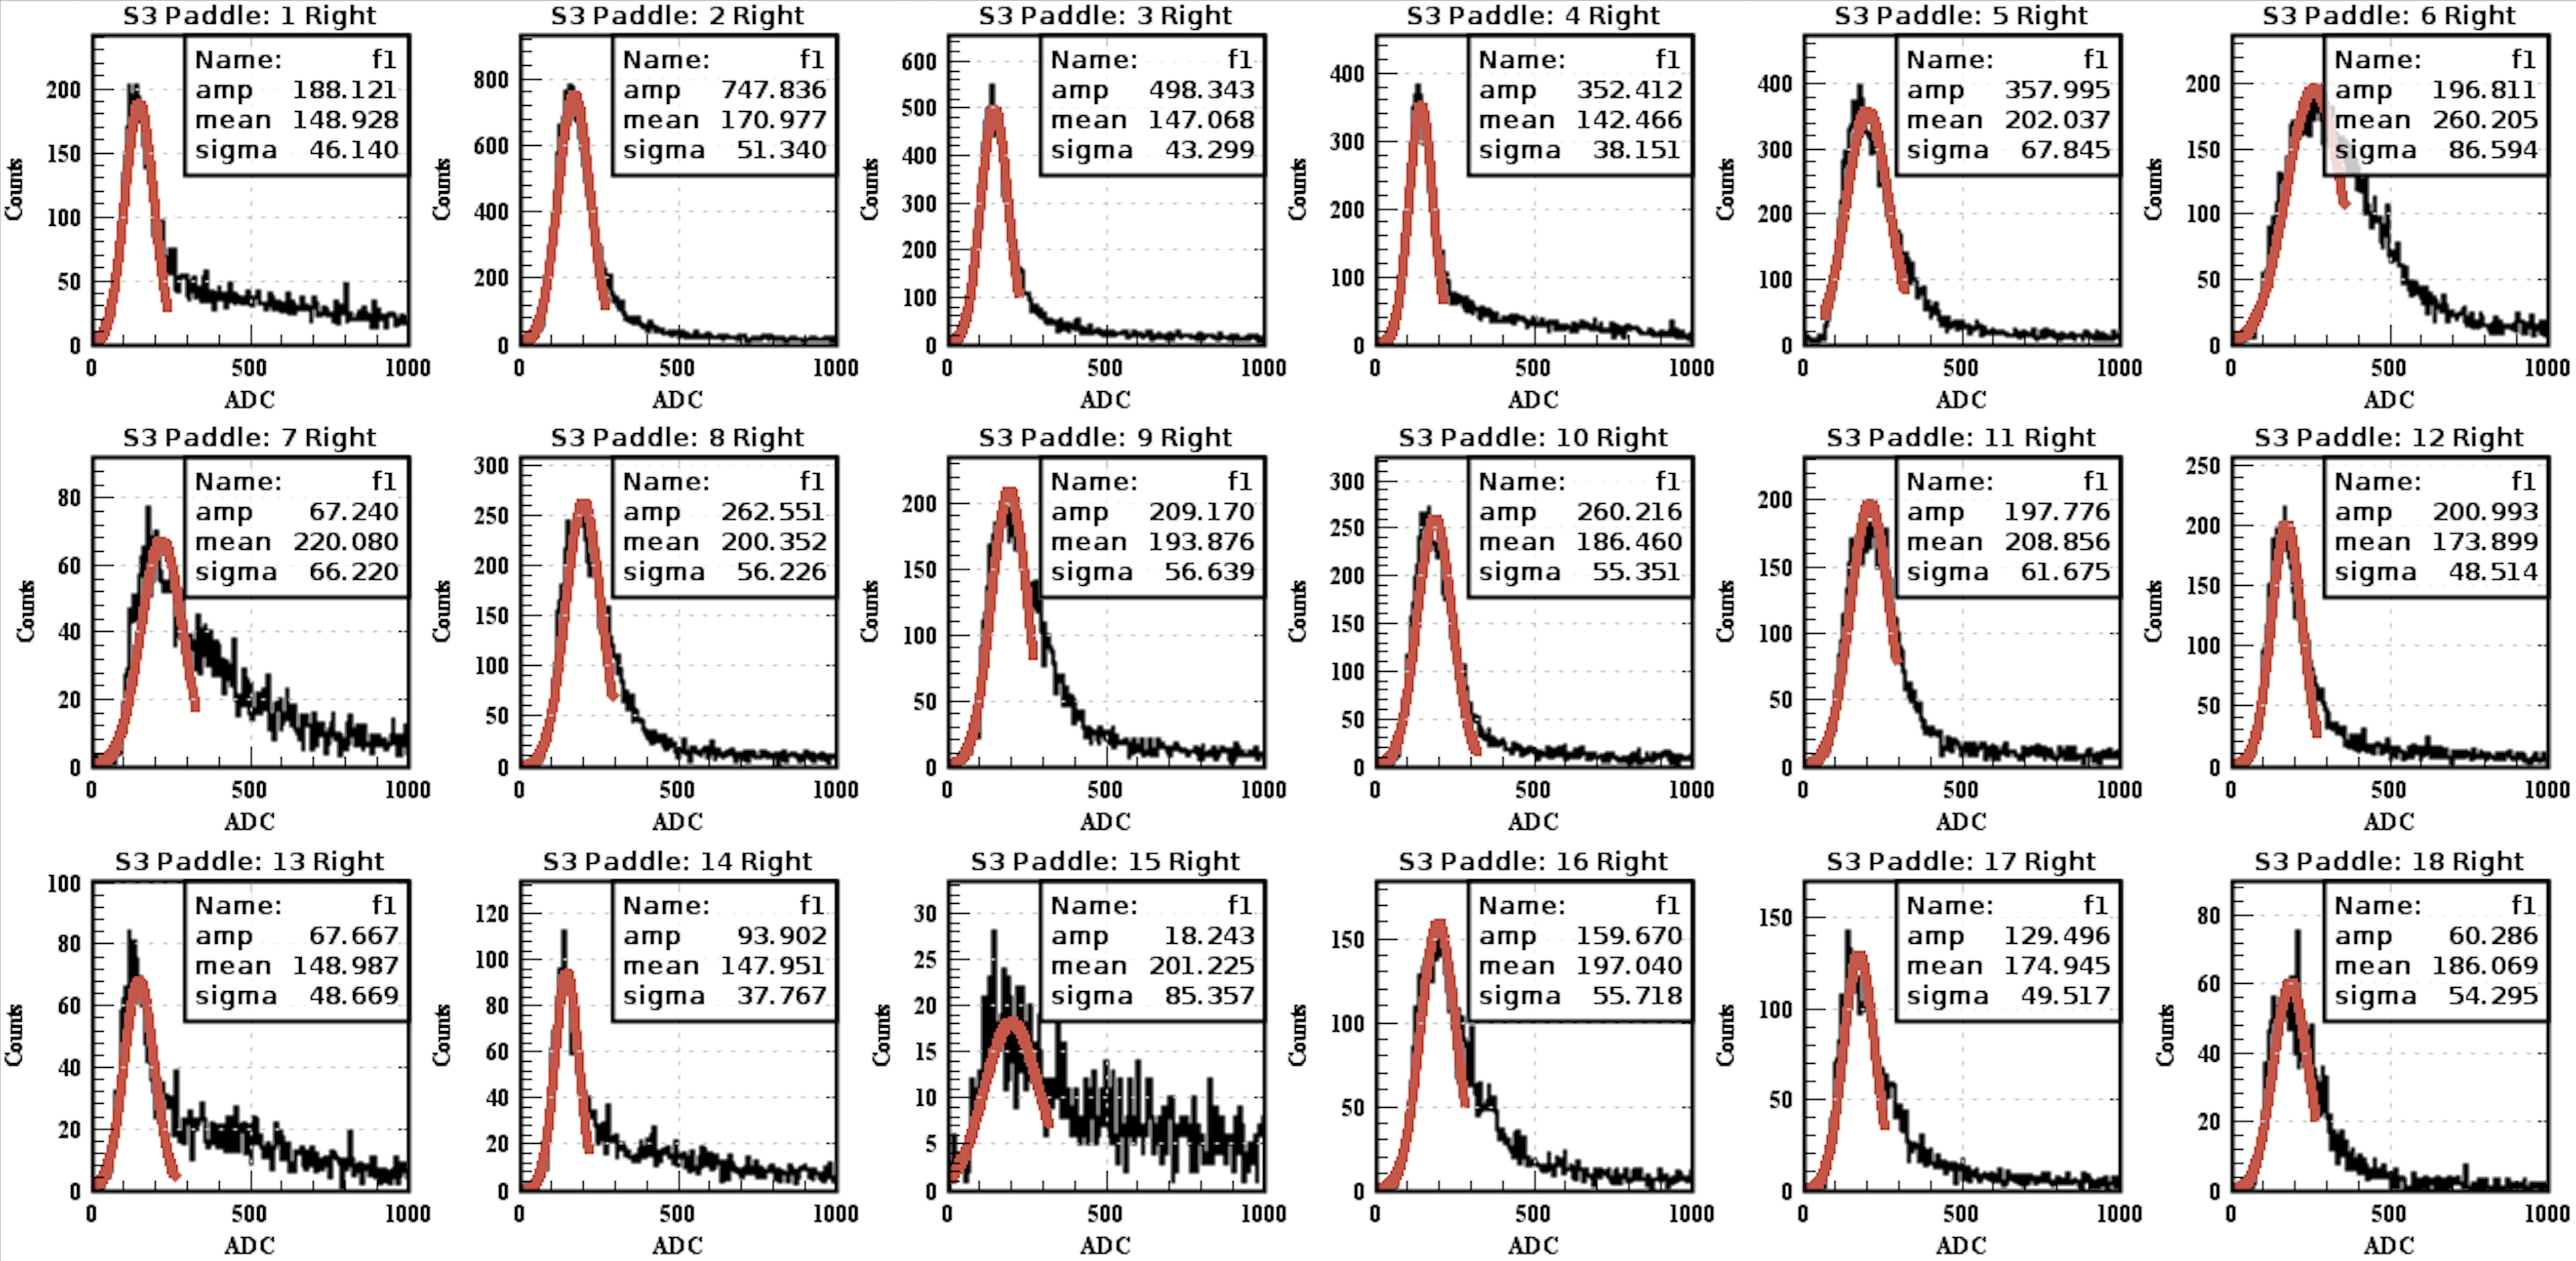 S3 Paddle: 1 Right
Name: f1
amp 188.121
mean 148.928
sigma 46.140
Counts
200
150
100
50
0
0 500 1000
ADC
S3 Paddle: 2 Right
Name: f1
amp 747.836
mean 170.977
sigma 51.340
Counts
800
600
400
200
0
0 500 1000
ADC
S3 Paddle: 3 Right
Name: f1
amp 498.343
mean 147.068
sigma 43.299
Counts
600
500
400
300
200
100
0
0 500 1000
ADC
S3 Paddle: 4 Right
Name: f1
amp 352.412
mean 142.466
sigma 38.151
Counts
400
300
200
100
0
0 500 1000
ADC
S3 Paddle: 5 Right
Name: f1
amp 357.995
mean 202.037
sigma 67.845
Counts
400
300
200
100
0
0 500 1000
ADC
S3 Paddle: 6 Right
Name: f1
amp 196.811
mean 260.205
sigma 86.594
Counts
200
150
100
50
0
0 500 1000
ADC
S3 Paddle: 7 Right
Name: f1
amp 67.240
mean 220.080
sigma 66.220
Counts
80
60
40
20
0
0 500 1000
ADC
S3 Paddle: 8 Right
Name: f1
amp 262.551
mean 200.352
sigma 56.226
Counts
300
250
200
150
100
50
0
0 500 1000
ADC
S3 Paddle: 9 Right
Name: f1
amp 209.170
mean 193.876
sigma 56.639
Counts
200
150
100
50
0
0 500 1000
ADC
S3 Paddle: 10 Right
Name: f1
amp 260.216
mean 186.460
sigma 55.351
Counts
300
250
200
150
100
50
0
0 500 1000
ADC
S3 Paddle: 11 Right
Name: f1
amp 197.776
mean 208.856
sigma 61.675
Counts
200
150
100
50
0
0 500 1000
ADC
S3 Paddle: 12 Right
Name: f1
amp 200.993
mean 173.899
sigma 48.514
Counts
250
200
150
100
50
0
0 500 1000
ADC
S3 Paddle: 13 Right
Name: f1
amp 67.667
mean 148.987
sigma 48.669
Counts
100
80
60
40
20
0
0 500 1000
ADC
S3 Paddle: 14 Right
Name: f1
amp 93.902
mean 147.951
sigma 37.767
Counts
120
100
80
60
40
20
0
0 500 1000
ADC
S3 Paddle: 15 Right
Name: f1
amp 18.243
mean 201.225
sigma 85.357
Counts
30
25
20
15
10
5
0
0 500 1000
ADC
S3 Paddle: 16 Right
Name: f1
amp 159.670
mean 197.040
sigma 55.718
Counts
150
100
50
0
0 500 1000
ADC
S3 Paddle: 17 Right
Name: f1
amp 129.496
mean 174.945
sigma 49.517
Counts
150
100
50
0
0 500 1000
ADC
S3 Paddle: 18 Right
Name: f1
amp 60.286
mean 186.069
sigma 54.295
Counts
80
60
40
20
0
0 500 1000
ADC